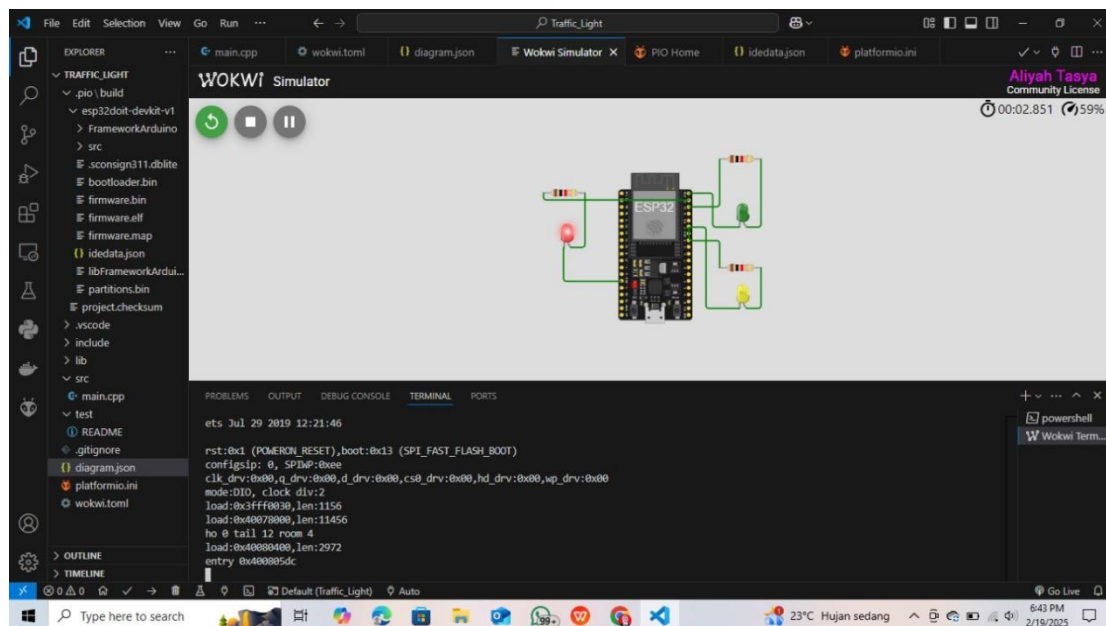 File Edit Selection View Go Run ··· Traffic_Light
EXPLORER ···
main.cpp wokwi.toml {} diagram.json Wokwi Simulator PIO Home {} idedata.json platformio.ini
TRAFFIC_LIGHT
.pio \ build
esp32doit-devkit-v1
FrameworkArduino
src
.sconsign311.dblite
bootloader.bin
firmware.bin
firmware.elf
firmware.map
{} idedata.json
libFrameworkArdui...
partitions.bin
project.checksum
.vscode
include
lib
src
main.cpp
test
README
.gitignore
{} diagram.json
platformio.ini
wokwi.toml
OUTLINE
TIMELINE
WOKWI Simulator
Aliyah Tasya
Community License
00:02.851 59%
ESP32
PROBLEMS OUTPUT DEBUG CONSOLE TERMINAL PORTS
powershell
Wokwi Term...
ets Jul 29 2019 12:21:46
rst:0x1 (POWERON_RESET),boot:0x13 (SPI_FAST_FLASH_BOOT)
configsip: 0, SPIWP:0xee
clk_drv:0x00,q_drv:0x00,d_drv:0x00,cs0_drv:0x00,hd_drv:0x00,wp_drv:0x00
mode:DIO, clock div:2
load:0x3fff0030,len:1156
load:0x40078000,len:11456
ho 0 tail 12 room 4
load:0x40080400,len:2972
entry 0x400805dc
0 0 0 Default (Traffic_Light) Auto Go Live
Type here to search 99+ 23°C Hujan sedang 6:43 PM
2/19/2025